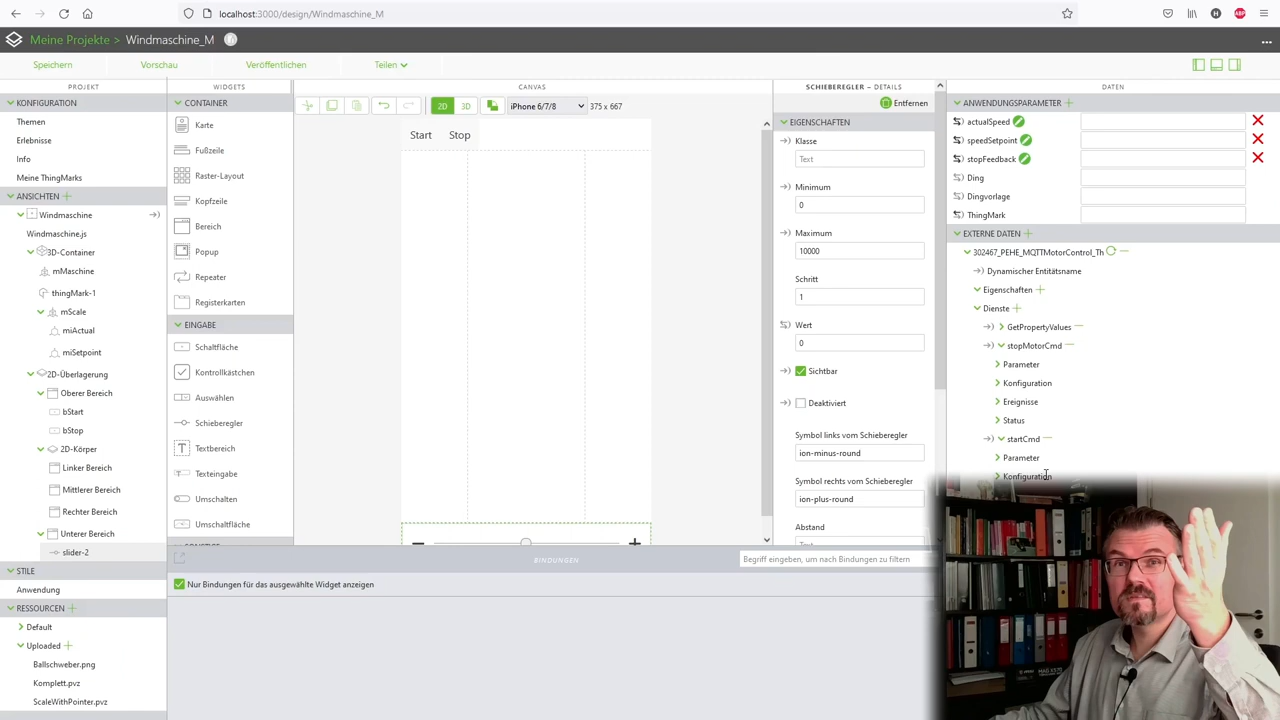 localhost:3000/design/Windmaschine_M
Meine Projekte > Windmaschine_M
Speichern
Vorschau
Veröffentlichen
Teilen
PROJEKT
KONFIGURATION
Themen
Erlebnisse
Info
Meine ThingMarks
ANSICHTEN
Windmaschine
Windmaschine.js
3D-Container
mMaschine
thingMark-1
mScale
miActual
miSetpoint
2D-Überlagerung
Oberer Bereich
bStart
bStop
2D-Körper
Linker Bereich
Mittlerer Bereich
Rechter Bereich
Unterer Bereich
slider-2
STILE
Anwendung
RESSOURCEN
Default
Uploaded
Ballschweber.png
Komplett.pvz
ScaleWithPointer.pvz
WIDGETS
CONTAINER
Karte
Fußzeile
Raster-Layout
Kopfzeile
Bereich
Popup
Repeater
Registerkarten
EINGABE
Schaltfläche
Kontrollkästchen
Auswählen
Schieberegler
Textbereich
Texteingabe
Umschalten
Umschaltfläche
CANVAS
2D
3D
iPhone 6/7/8
375 x 667
Start
Stop
BINDUNGEN
Begriff eingeben, um nach Bindungen zu filtern
Nur Bindungen für das ausgewählte Widget anzeigen
SCHIEBEREGLER – DETAILS
Entfernen
EIGENSCHAFTEN
Klasse
Text
Minimum
0
Maximum
10000
Schritt
1
Wert
0
Sichtbar
Deaktiviert
Symbol links vom Schieberegler
ion-minus-round
Symbol rechts vom Schieberegler
ion-plus-round
Abstand
DATEN
ANWENDUNGSPARAMETER
actualSpeed
speedSetpoint
stopFeedback
Ding
Dingvorlage
ThingMark
EXTERNE DATEN
302467_PEHE_MQTTMotorControl_Th
Dynamischer Entitätsname
Eigenschaften
Dienste
GetPropertyValues
stopMotorCmd
Parameter
Konfiguration
Ereignisse
Status
startCmd
Parameter
Konfiguration